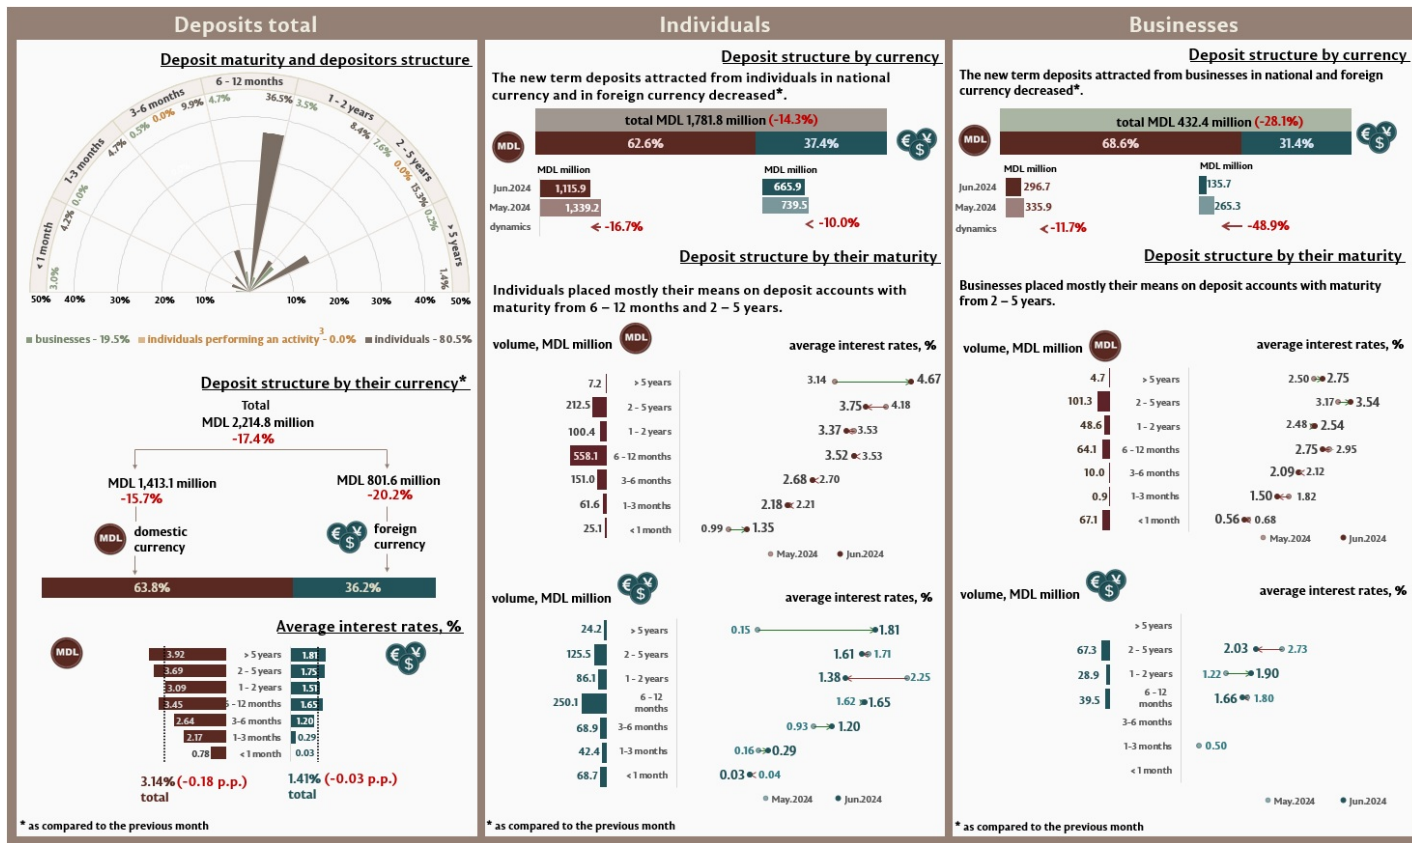 Deposits total
Deposit maturity and depositors structure
6 - 12 months
3-6 months
1 - 2 years
1-3 months
2 - 5 years
< 1 month
> 5 years
3.0%
4.2%
0.0%
4.7%
0.5%
0.0%
9.9%
4.7%
36.5%
3.5%
8.4%
7.6%
0.0%
15.3%
0.2%
1.4%
50% 40% 30% 20% 10% 10% 20% 30% 40% 50%
businesses - 19.5% individuals performing an activity 3 - 0.0% individuals - 80.5%
Deposit structure by their currency*
Total
MDL 2,214.8 million
-17.4%
MDL 1,413.1 million
-15.7%
MDL 801.6 million
-20.2%
MDL
domestic
currency
€ ¥ $
foreign
currency
63.8% 36.2%
Average interest rates, %
MDL
€ ¥ $
3.92 > 5 years 1.81
3.69 2 - 5 years 1.75
3.09 1 - 2 years 1.51
3.45 6 - 12 months 1.65
2.64 3-6 months 1.20
2.17 1-3 months 0.29
0.78 < 1 month 0.03
3.14% (-0.18 p.p.)
total
1.41% (-0.03 p.p.)
total
* as compared to the previous month
Individuals
Deposit structure by currency
The new term deposits attracted from individuals in national
currency and in foreign currency decreased*.
total MDL 1,781.8 million (-14.3%)
MDL 62.6% 37.4% € ¥ $
MDL million MDL million
Jun.2024 1,115.9 665.9
May.2024 1,339.2 739.5
dynamics -16.7% -10.0%
Deposit structure by their maturity
Individuals placed mostly their means on deposit accounts with
maturity from 6 – 12 months and 2 – 5 years.
volume, MDL million MDL average interest rates, %
7.2 > 5 years 3.14 4.67
212.5 2 - 5 years 3.75 4.18
100.4 1 - 2 years 3.37 3.53
558.1 6 - 12 months 3.52 3.53
151.0 3-6 months 2.68 2.70
61.6 1-3 months 2.18 2.21
25.1 < 1 month 0.99 1.35
May.2024 Jun.2024
volume, MDL million € ¥ $ average interest rates, %
24.2 > 5 years 0.15 1.81
125.5 2 - 5 years 1.61 1.71
86.1 1 - 2 years 1.38 2.25
250.1 6 - 12
months 1.62 1.65
68.9 3-6 months 0.93 1.20
42.4 1-3 months 0.16 0.29
68.7 < 1 month 0.03 0.04
May.2024 Jun.2024
* as compared to the previous month
Businesses
Deposit structure by currency
The new term deposits attracted from businesses in national and foreign
currency decreased*.
total MDL 432.4 million (-28.1%)
MDL 68.6% 31.4% € ¥ $
MDL million MDL million
Jun.2024 296.7 135.7
May.2024 335.9 265.3
dynamics -11.7% -48.9%
Deposit structure by their maturity
Businesses placed mostly their means on deposit accounts with maturity
from 2 – 5 years.
volume, MDL million MDL average interest rates, %
4.7 > 5 years 2.50 2.75
101.3 2 - 5 years 3.17 3.54
48.6 1 - 2 years 2.48 2.54
64.1 6 - 12 months 2.75 2.95
10.0 3-6 months 2.09 2.12
0.9 1-3 months 1.50 1.82
67.1 < 1 month 0.56 0.68
May.2024 Jun.2024
volume, MDL million € ¥ $ average interest rates, %
> 5 years
67.3 2 - 5 years 2.03 2.73
28.9 1 - 2 years 1.22 1.90
39.5 6 - 12
months 1.66 1.80
3-6 months
1-3 months 0.50
< 1 month
May.2024 Jun.2024
* as compared to the previous month